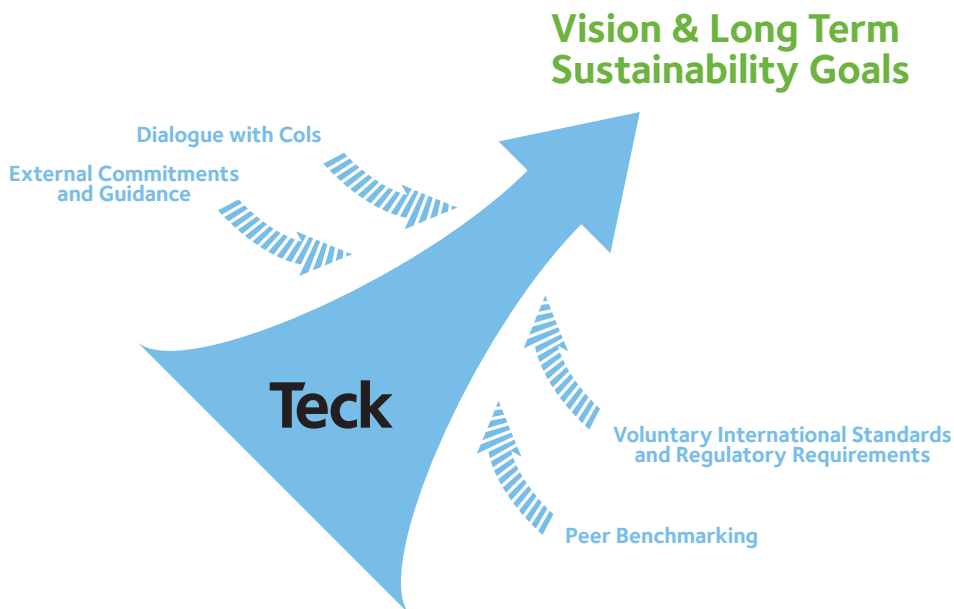 Vision & Long Term
Sustainability Goals
Dialogue with CoIs
External Commitments
and Guidance
Teck
Voluntary International Standards
and Regulatory Requirements
Peer Benchmarking